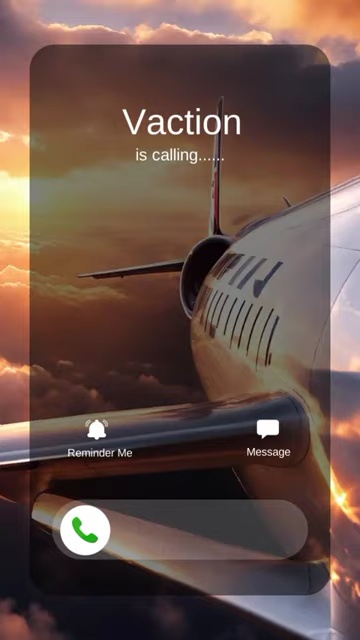 Vaction
is calling......
Reminder Me
Message